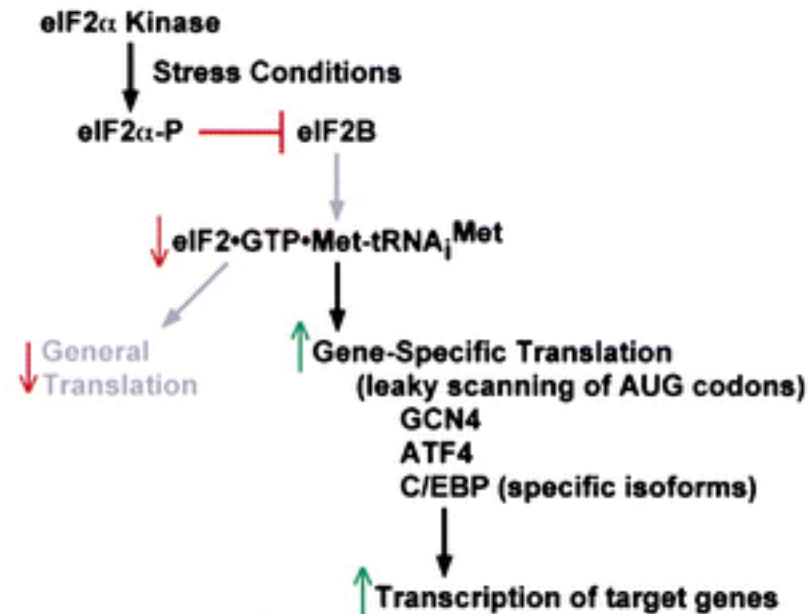 eIF2α Kinase
Stress Conditions
eIF2α-P eIF2B
eIF2•GTP•Met-tRNAiMet
General
Translation
Gene-Specific Translation
(leaky scanning of AUG codons)
GCN4
ATF4
C/EBP (specific isoforms)
Transcription of target genes